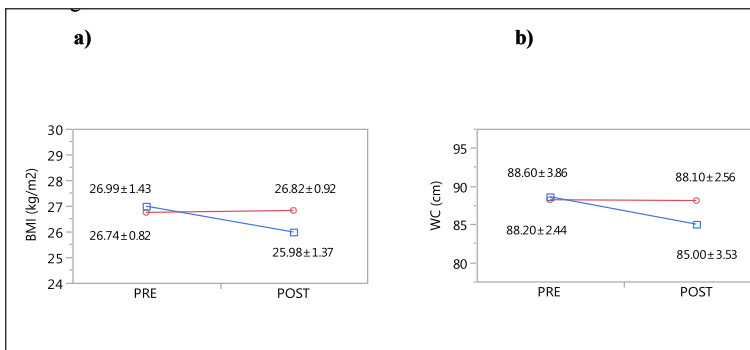 a)
b)
BMI (kg/m2)
30
29
28
27
26
25
24
26.99±1.43
26.82±0.92
26.74±0.82
25.98±1.37
PRE
POST
WC (cm)
95
90
85
80
88.60±3.86
88.10±2.56
88.20±2.44
85.00±3.53
PRE
POST